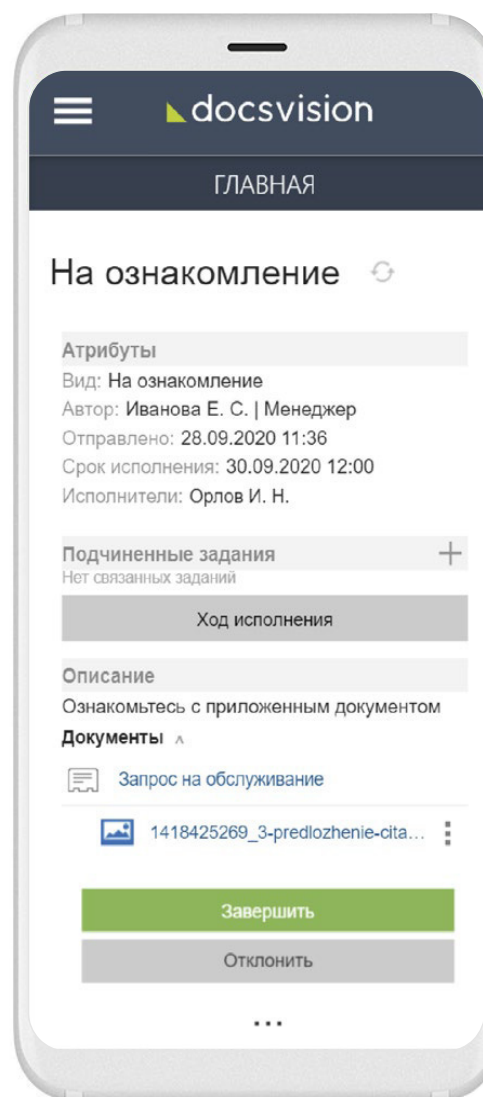 docsvision
ГЛАВНАЯ
На ознакомление
Атрибуты
Вид: На ознакомление
Автор: Иванова Е. С. | Менеджер
Отправлено: 28.09.2020 11:36
Срок исполнения: 30.09.2020 12:00
Исполнители: Орлов И. Н.
Подчиненные задания
Нет связанных заданий
Ход исполнения
Описание
Ознакомьтесь с приложенным документом
Документы
Запрос на обслуживание
1418425269_3-predlozhenie-cita...
Завершить
Отклонить
...